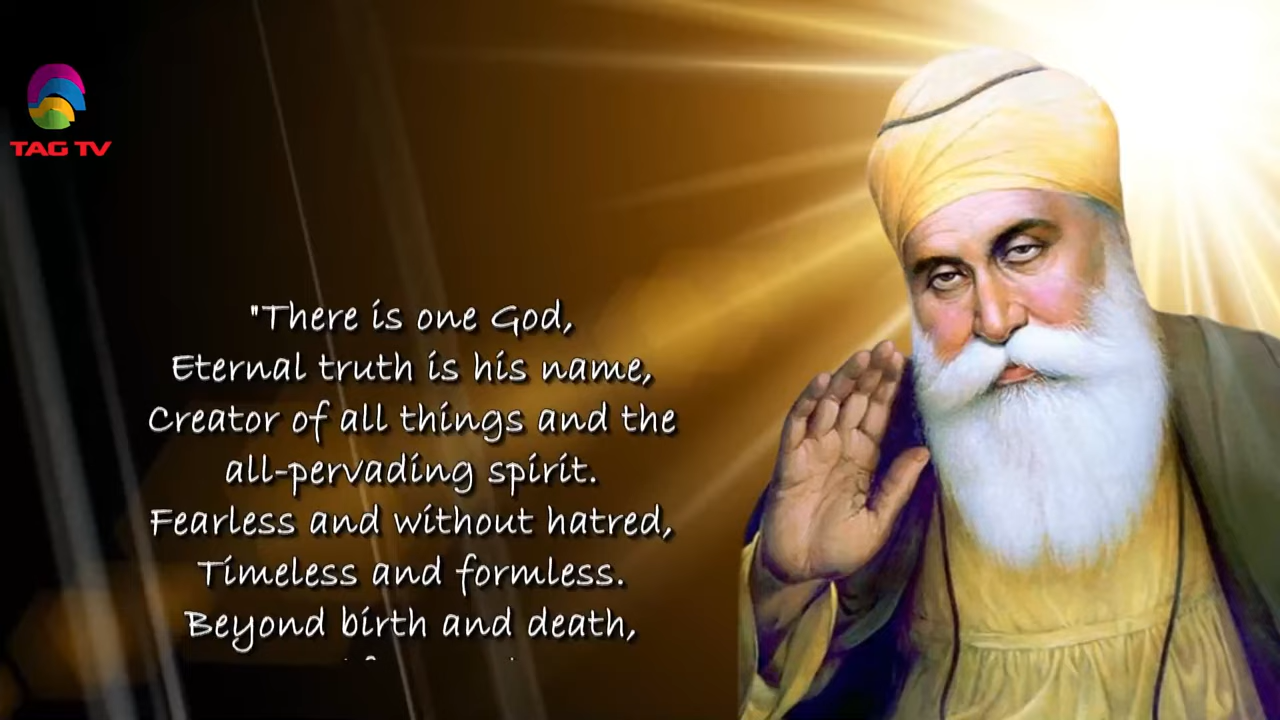 TAG TV
"There is one God,
Eternal truth is his name,
Creator of all things and the
all-pervading spirit.
Fearless and without hatred,
Timeless and formless.
Beyond birth and death,